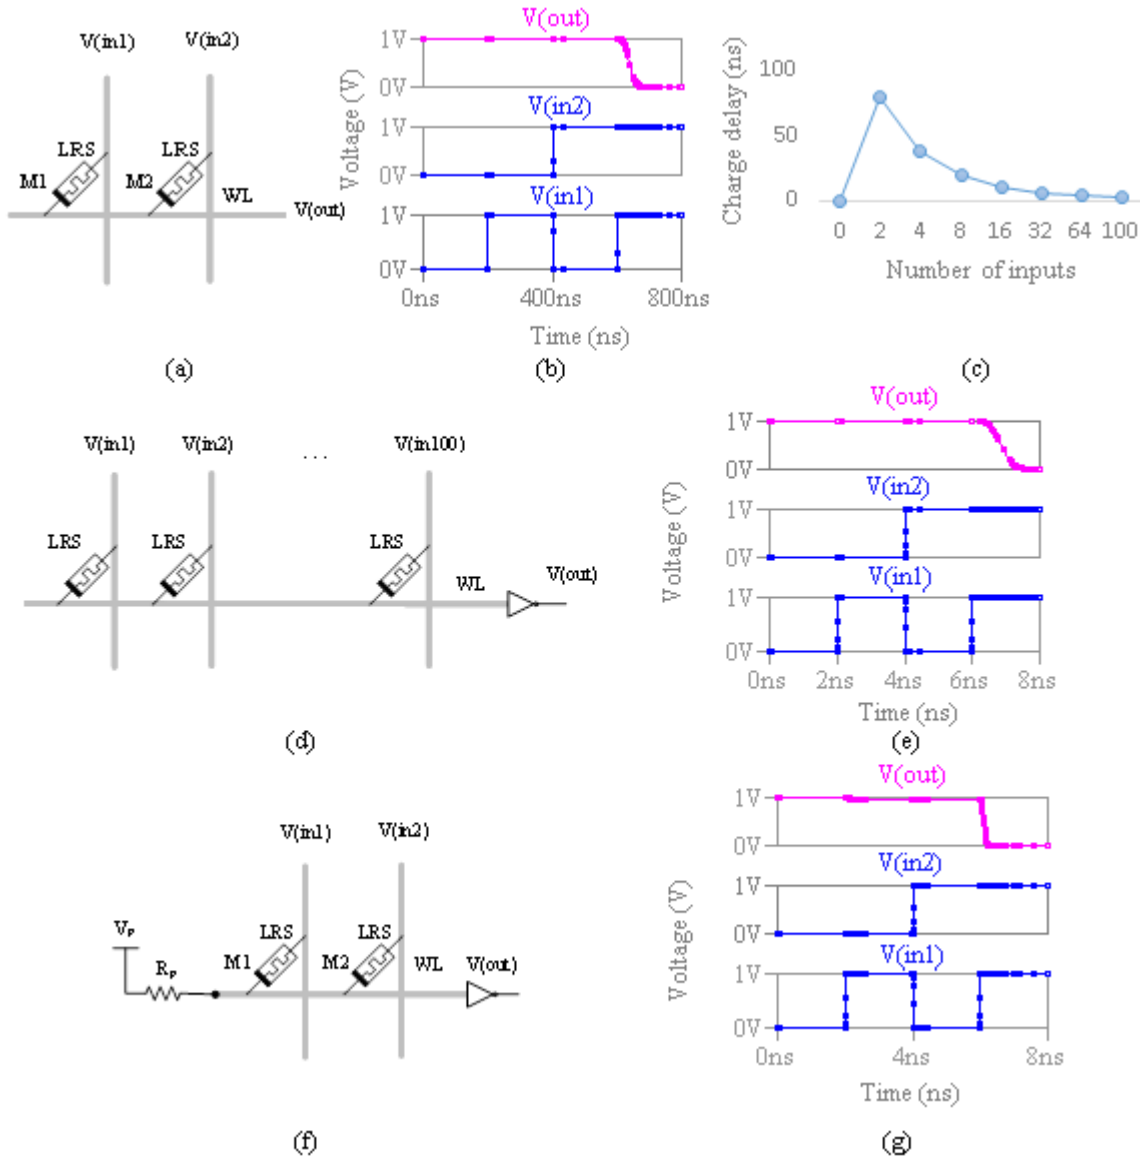 V(in1) V(in2)
LRS LRS
M1 M2 WL
V(out)
(a)
V(out)
1V
0V
V(in2)
1V
0V
V(in1)
1V
0V
0ns 400ns 800ns
Voltage (V)
Time (ns)
(b)
Charge delay (ns)
100
50
0
0 2 4 8 16 32 64 100
Number of inputs
(c)
V(in1) V(in2) ... V(in100)
LRS LRS LRS
WL V(out)
(d)
V(out)
1V
0V
V(in2)
1V
0V
V(in1)
1V
0V
0ns 2ns 4ns 6ns 8ns
Voltage (V)
Time (ns)
(e)
V(in1) V(in2)
VP
LRS LRS
RP M1 M2 WL V(out)
(f)
V(out)
1V
0V
V(in2)
1V
0V
V(in1)
1V
0V
0ns 4ns 8ns
Voltage (V)
Time (ns)
(g)